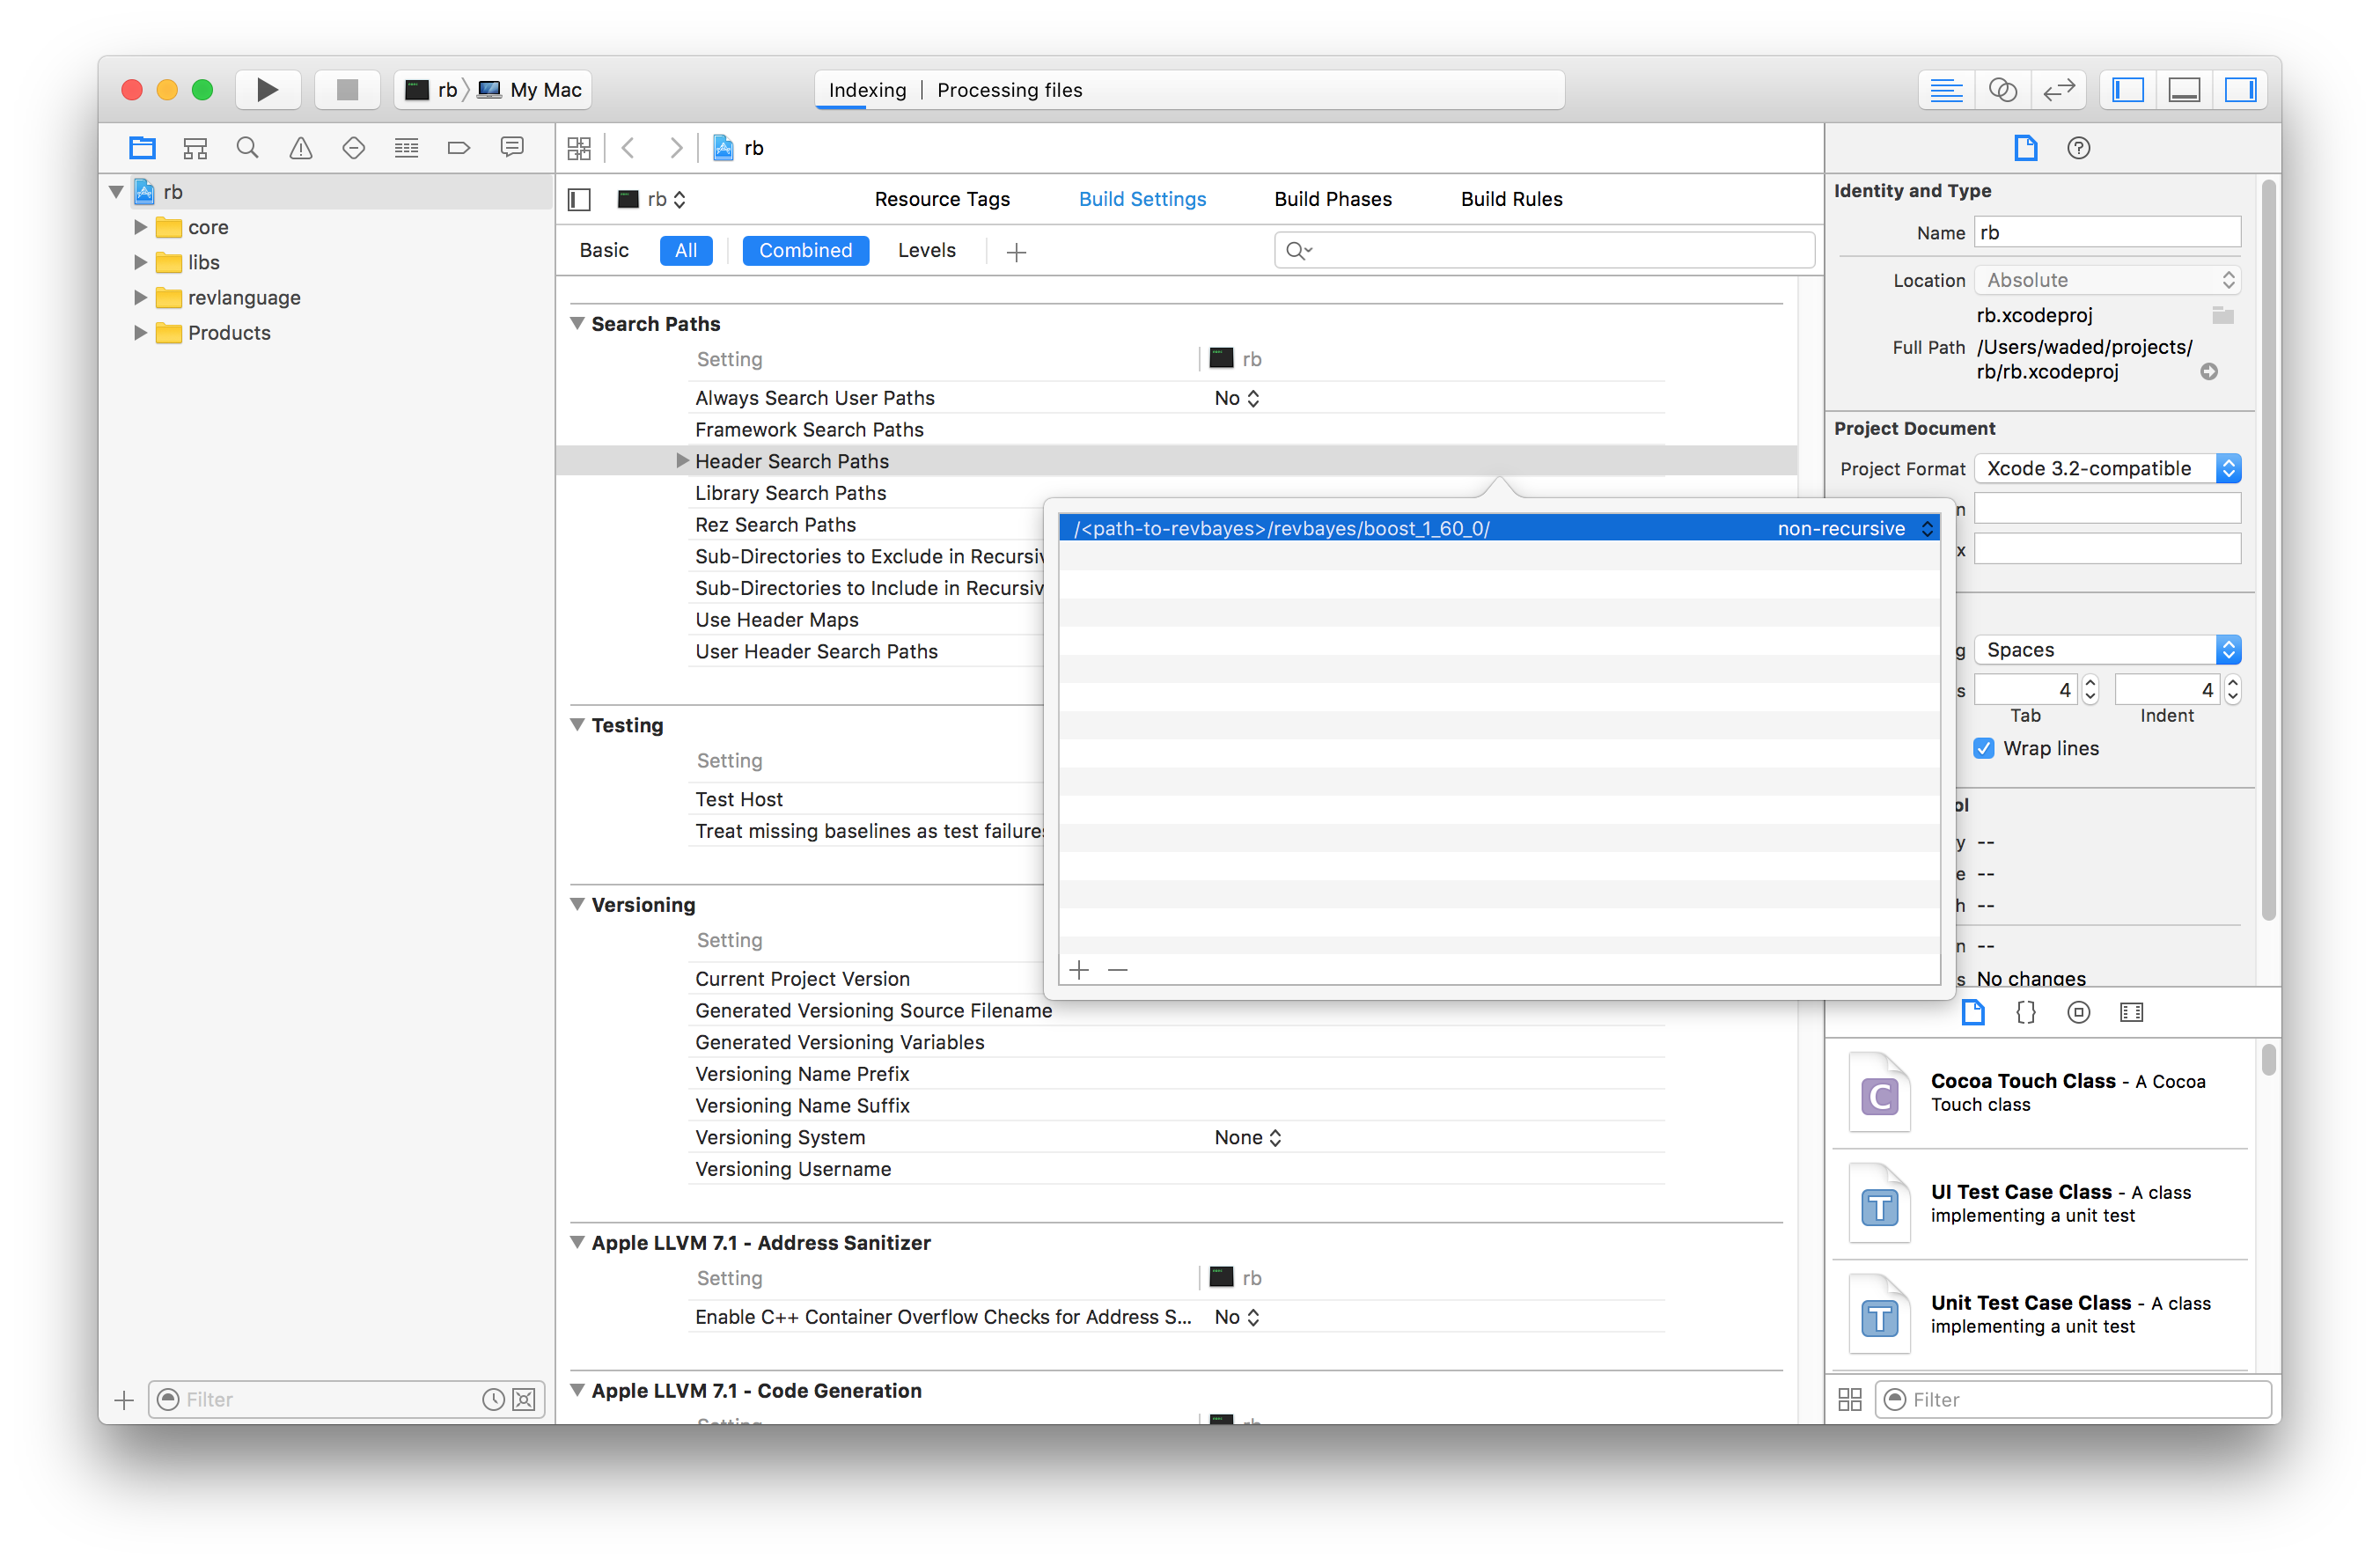 rb My Mac
Indexing | Processing files
rb
core
libs
revlanguage
Products
Filter
rb
rb
Resource Tags
Build Settings
Build Phases
Build Rules
Basic
All
Combined
Levels
Search Paths
Setting
rb
Always Search User Paths
No
Framework Search Paths
Header Search Paths
Library Search Paths
Rez Search Paths
Sub-Directories to Exclude in Recursiv
Sub-Directories to Include in Recursiv
Use Header Maps
User Header Search Paths
/<path-to-revbayes>/revbayes/boost_1_60_0/
non-recursive
Testing
Setting
Test Host
Treat missing baselines as test failures
Versioning
Setting
Current Project Version
Generated Versioning Source Filename
Generated Versioning Variables
Versioning Name Prefix
Versioning Name Suffix
Versioning System
None
Versioning Username
Apple LLVM 7.1 - Address Sanitizer
Setting
rb
Enable C++ Container Overflow Checks for Address S...
No
Apple LLVM 7.1 - Code Generation
Setting
rb
Identity and Type
Name
rb
Location
Absolute
rb.xcodeproj
Full Path
/Users/waded/projects/
rb/rb.xcodeproj
Project Document
Project Format
Xcode 3.2-compatible
n
x
g
Spaces
s
4
4
Tab
Indent
Wrap lines
ol
y --
e --
h --
n --
s No changes
C
Cocoa Touch Class - A Cocoa
Touch class
T
UI Test Case Class - A class
implementing a unit test
T
Unit Test Case Class - A class
implementing a unit test
Filter